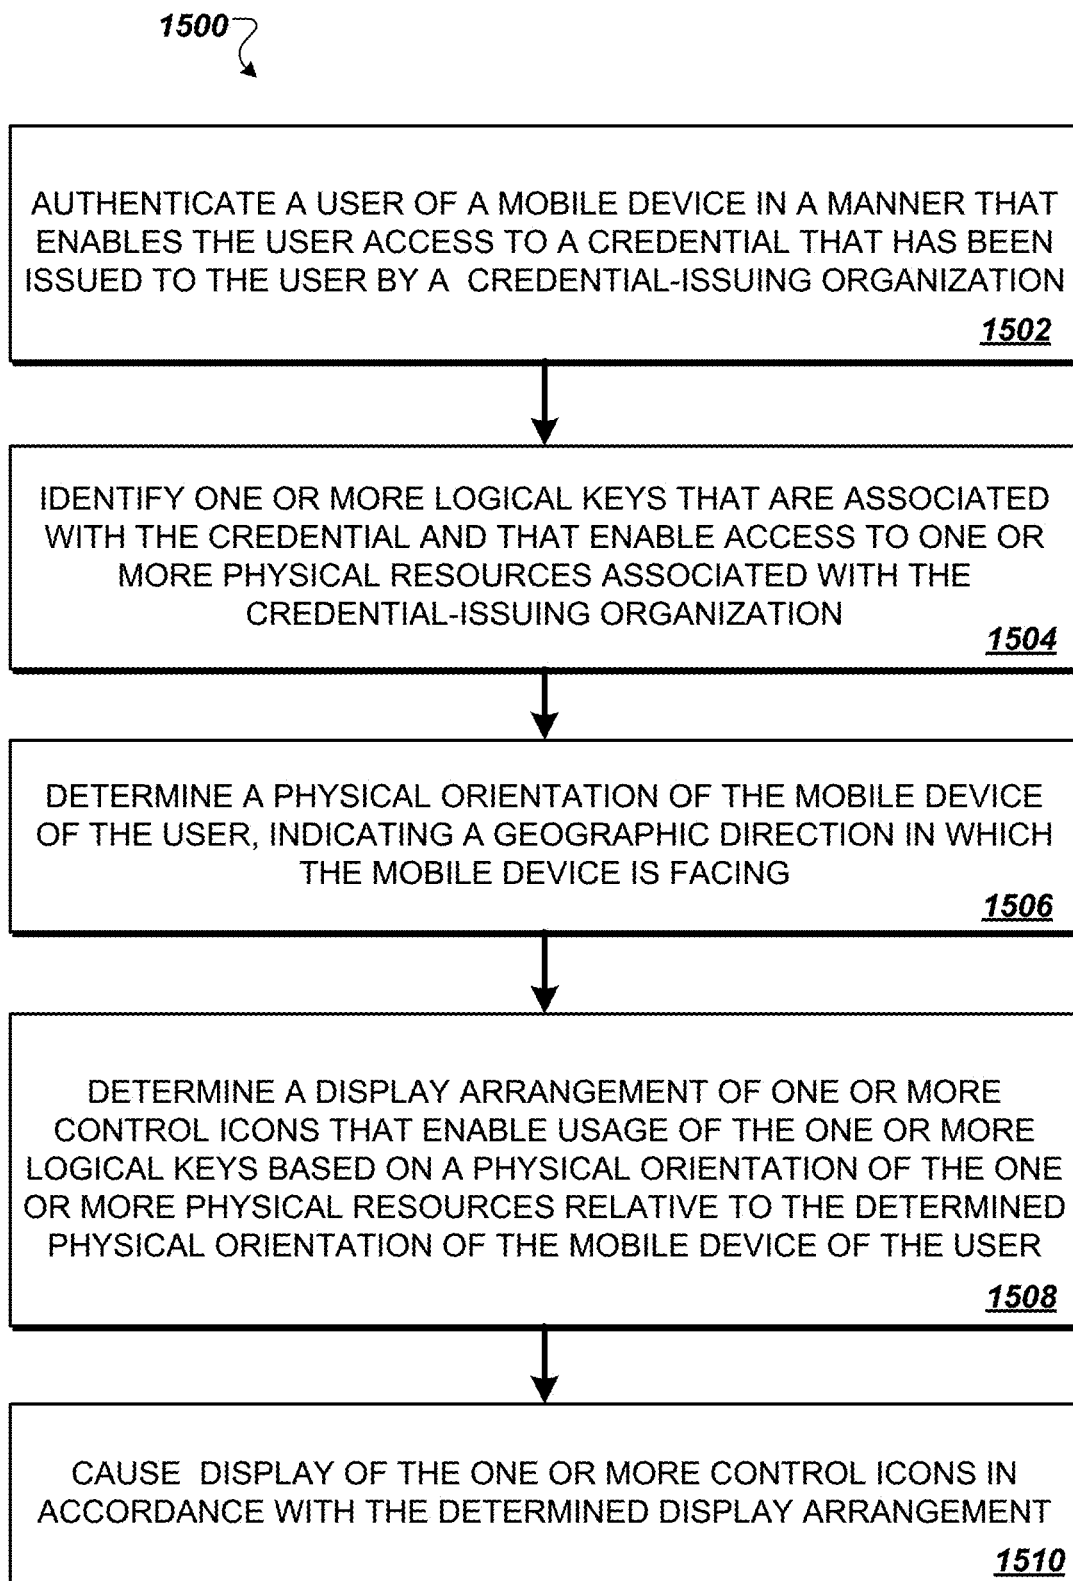 1500
AUTHENTICATE A USER OF A MOBILE DEVICE IN A MANNER THAT
ENABLES THE USER ACCESS TO A CREDENTIAL THAT HAS BEEN
ISSUED TO THE USER BY A CREDENTIAL-ISSUING ORGANIZATION
1502
IDENTIFY ONE OR MORE LOGICAL KEYS THAT ARE ASSOCIATED
WITH THE CREDENTIAL AND THAT ENABLE ACCESS TO ONE OR
MORE PHYSICAL RESOURCES ASSOCIATED WITH THE
CREDENTIAL-ISSUING ORGANIZATION
1504
DETERMINE A PHYSICAL ORIENTATION OF THE MOBILE DEVICE
OF THE USER, INDICATING A GEOGRAPHIC DIRECTION IN WHICH
THE MOBILE DEVICE IS FACING
1506
DETERMINE A DISPLAY ARRANGEMENT OF ONE OR MORE
CONTROL ICONS THAT ENABLE USAGE OF THE ONE OR MORE
LOGICAL KEYS BASED ON A PHYSICAL ORIENTATION OF THE ONE
OR MORE PHYSICAL RESOURCES RELATIVE TO THE DETERMINED
PHYSICAL ORIENTATION OF THE MOBILE DEVICE OF THE USER
1508
CAUSE DISPLAY OF THE ONE OR MORE CONTROL ICONS IN
ACCORDANCE WITH THE DETERMINED DISPLAY ARRANGEMENT
1510